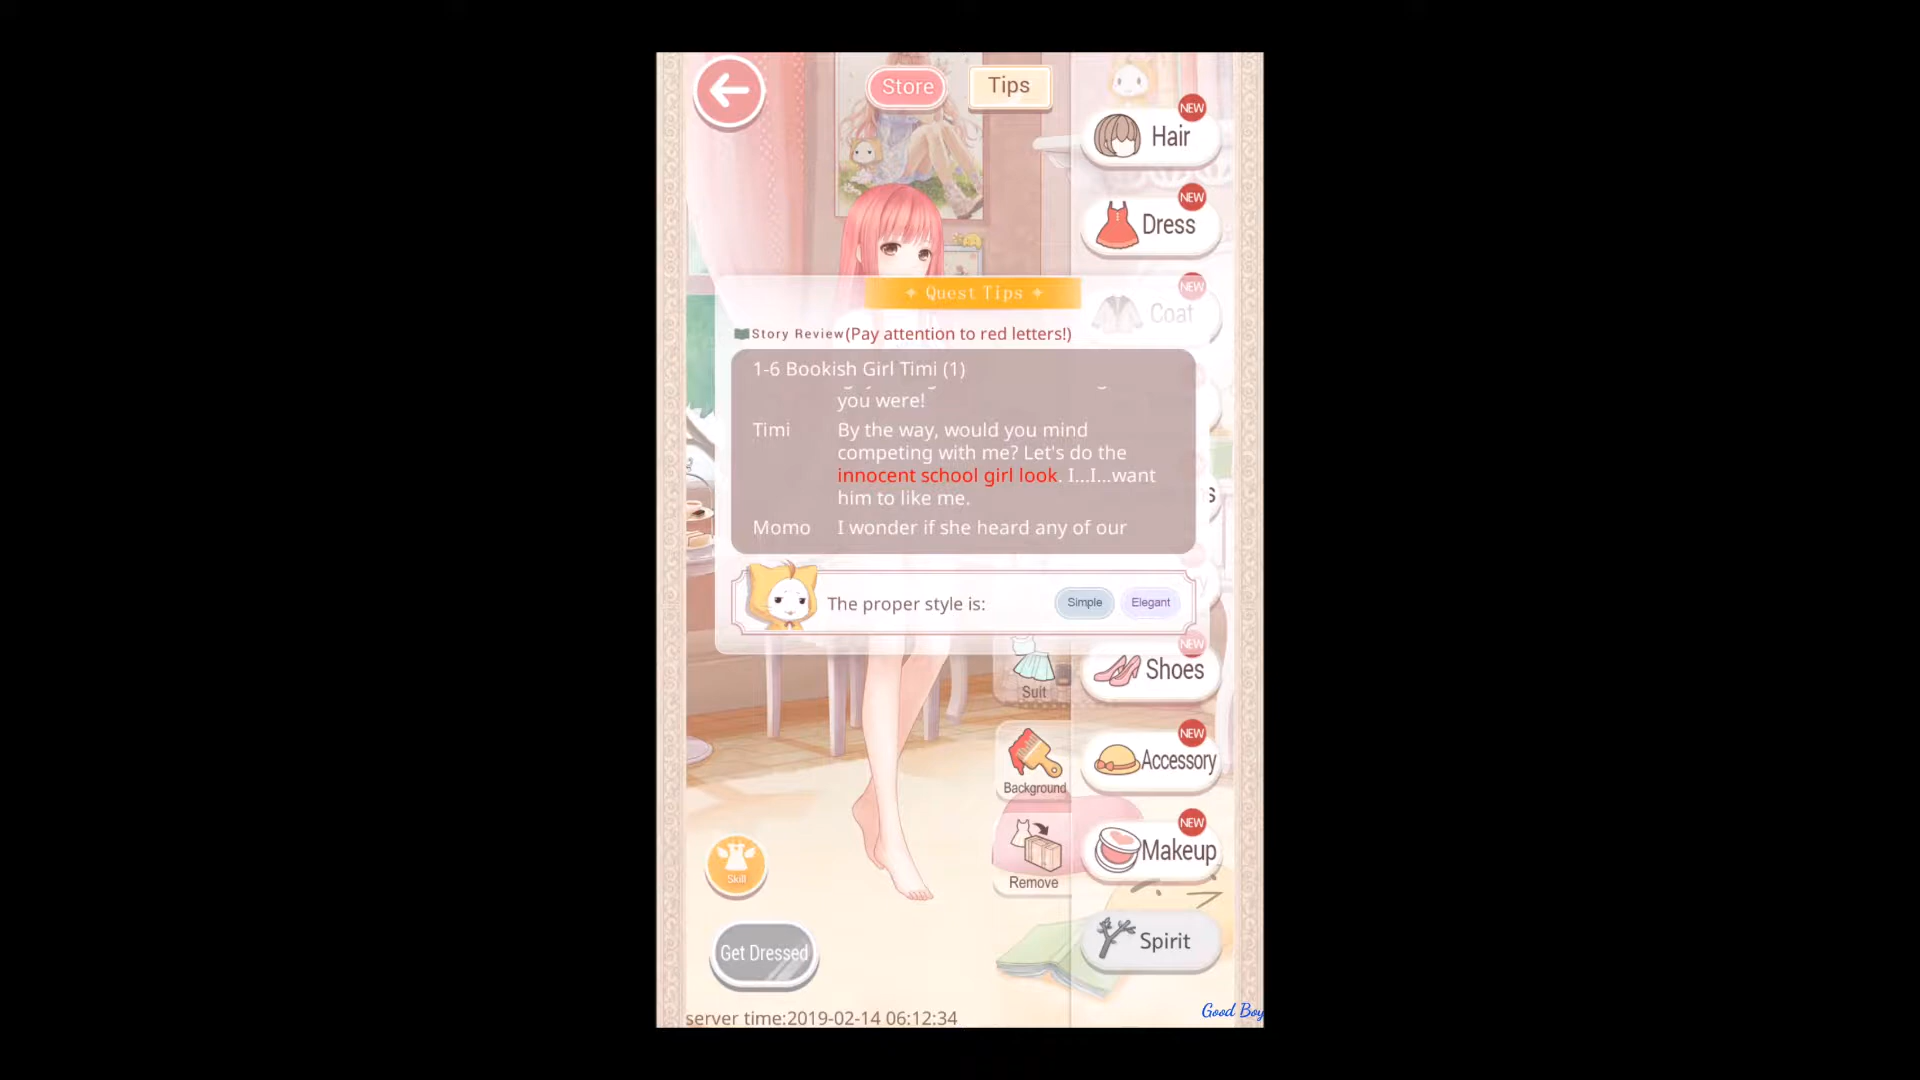 Store
Tips
NEW
Hair
NEW
Dress
NEW
Coat
✦ Quest Tips ✦
Story Review(Pay attention to red letters!)
1-6 Bookish Girl Timi (1)
you were!
Timi By the way, would you mind
competing with me? Let's do the
innocent school girl look. I...I...want
him to like me.
Momo I wonder if she heard any of our
s
The proper style is:
Simple
Elegant
NEW
Shoes
Suit
NEW
Accessory
Background
NEW
Makeup
Remove
Skill
Spirit
Get Dressed
server time:2019-02-14 06:12:34
Good Boy